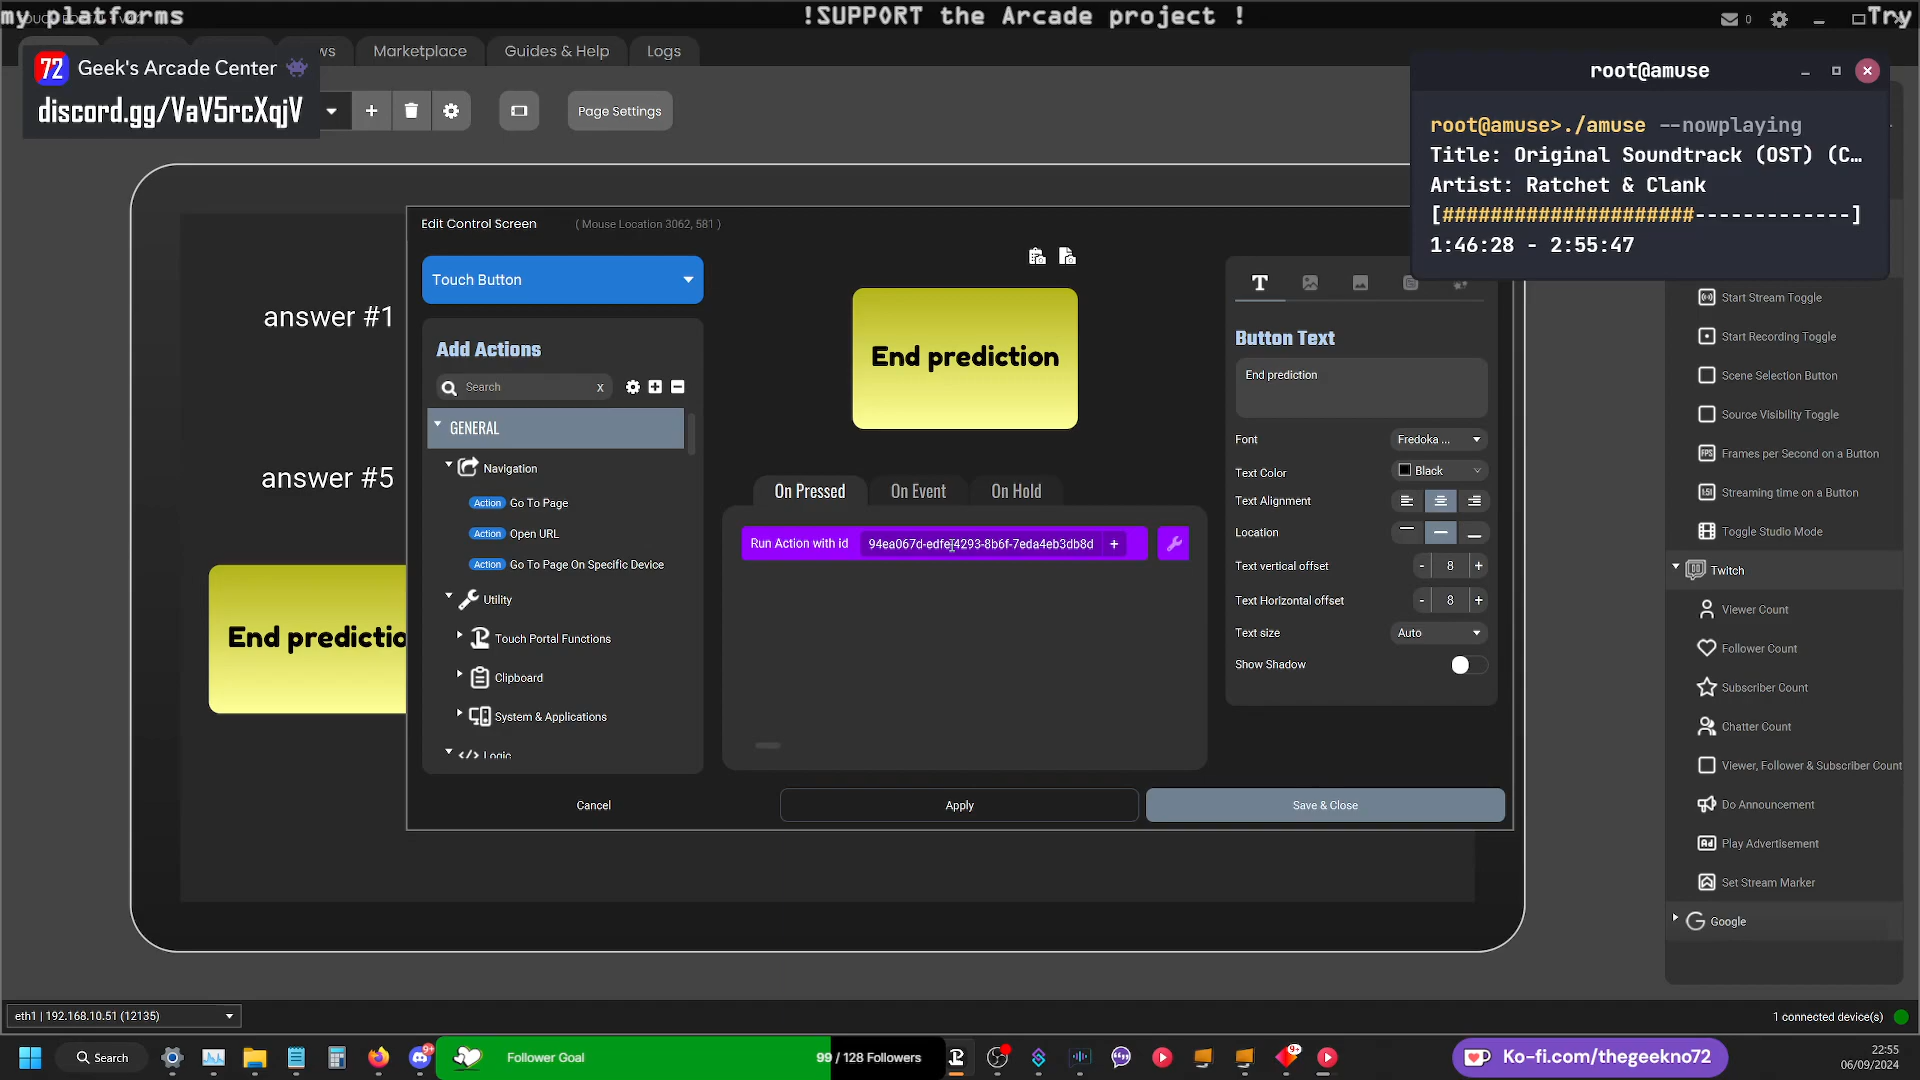 my platforms
!SUPPORT the Arcade project !
0
Try
ws
Marketplace
Guides & Help
Logs
72 Geek's Arcade Center
discord.gg/VaV5rcXqjV
Page Settings
root@amuse
root@amuse>./amuse --nowplaying
Title: Original Soundtrack (OST) (C…
Artist: Ratchet & Clank
[#####################-------------]
1:46:28 - 2:55:47
answer #1
answer #5
End predictio
Edit Control Screen
( Mouse Location 3062, 581 )
Touch Button
Add Actions
Search
x
GENERAL
Navigation
Action Go To Page
Action Open URL
Action Go To Page On Specific Device
Utility
Touch Portal Functions
Clipboard
System & Applications
Logic
End prediction
On Pressed
On Event
On Hold
Run Action with id
94ea067d-edfe-4293-8b6f-7eda4eb3db8d
+
Button Text
End prediction
Font
Fredoka ...
Text Color
Black
Text Alignment
Location
Text vertical offset
- 8 +
Text Horizontal offset
- 8 +
Text size
Auto
Show Shadow
Cancel
Apply
Save & Close
Start Stream Toggle
Start Recording Toggle
Scene Selection Button
Source Visibility Toggle
FPS Frames per Second on a Button
Streaming time on a Button
Toggle Studio Mode
Twitch
Viewer Count
Follower Count
Subscriber Count
Chatter Count
Viewer, Follower & Subscriber Count
Do Announcement
Ad Play Advertisement
Set Stream Marker
Google
eth1 | 192.168.10.51 (12135)
1 connected device(s)
Search
9+
Follower Goal
99 / 128 Followers
9+
Ko-fi.com/thegeekno72
22:55
06/09/2024